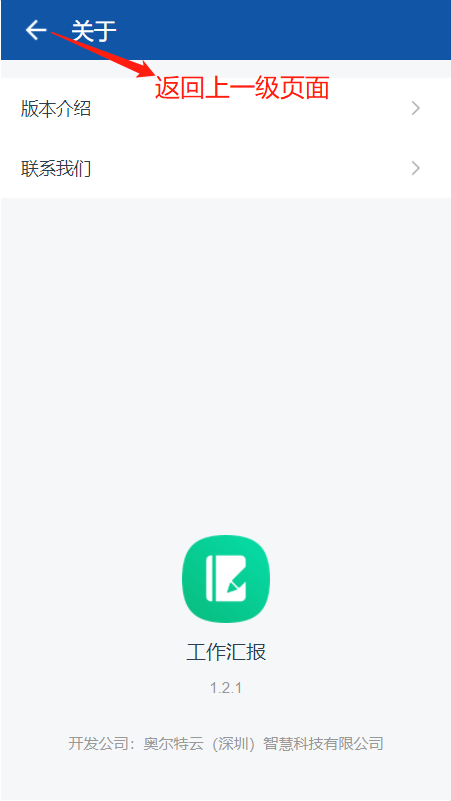 关于
返回上一级页面
版本介绍
联系我们
工作汇报
1.2.1
开发公司：奥尔特云（深圳）智慧科技有限公司